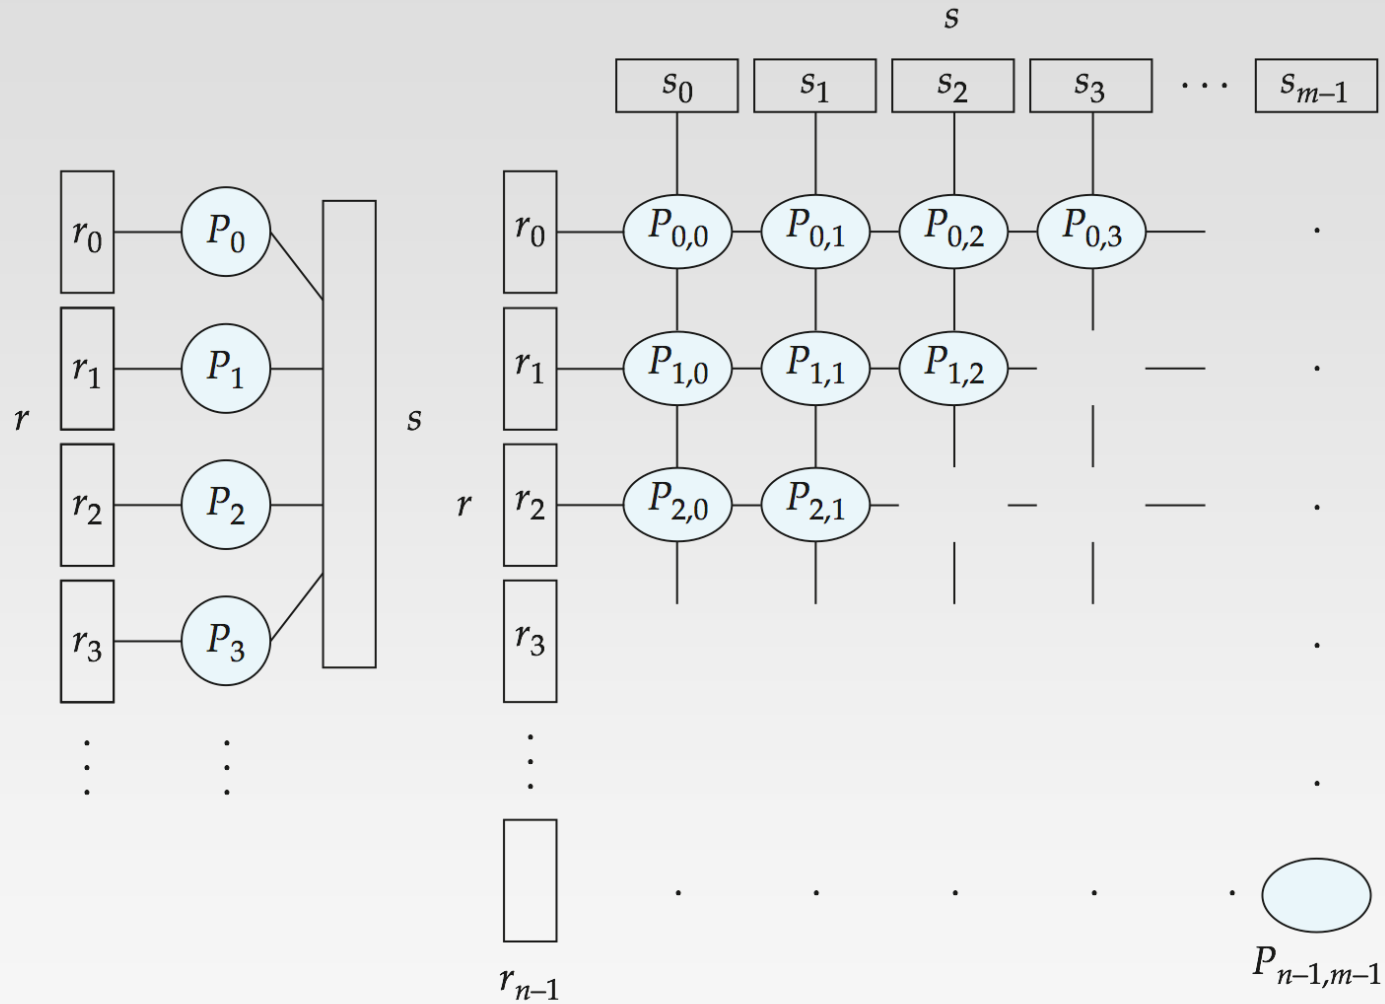 s
s0 s1 s2 s3 ... sm–1
r0 P0 r0 P0,0 P0,1 P0,2 P0,3
r1 P1 r1 P1,0 P1,1 P1,2
r s
r2 P2 r r2 P2,0 P2,1
r3 P3 r3
rn–1 Pn–1,m–1